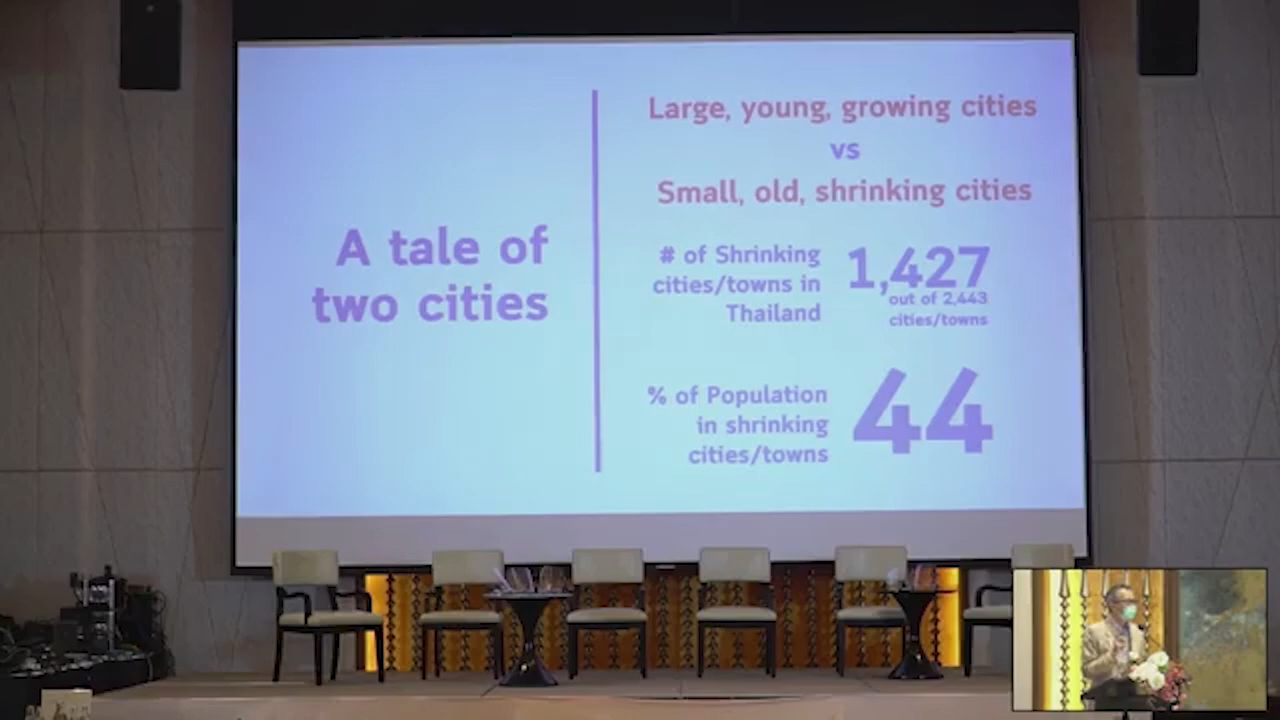 A tale of
two cities
Large, young, growing cities
vs
Small, old, shrinking cities
# of Shrinking
cities/towns in
Thailand
1,427
out of 2,443
cities/towns
% of Population
in shrinking
cities/towns
44